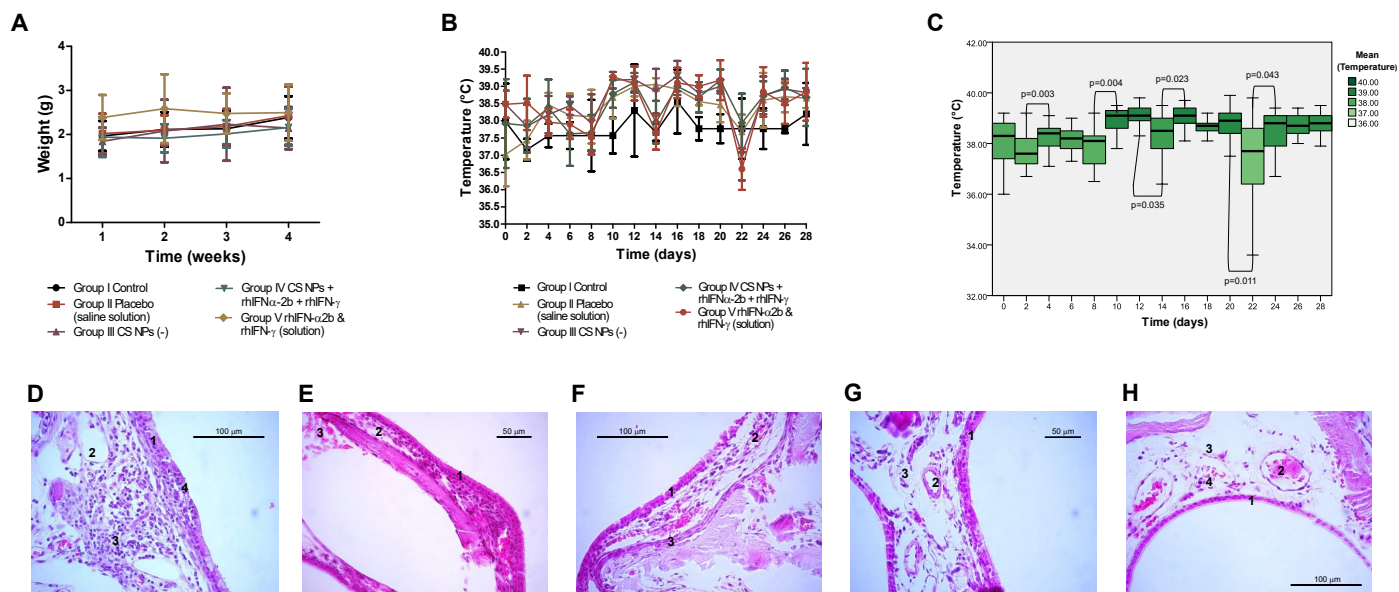 A
Weight (g)
4
3
2
1
0
1 2 3 4
Time (weeks)
Group I Control
Group II Placebo
(saline solution)
Group III CS NPs (-)
Group IV CS NPs +
rhIFNα-2b + rhIFN-γ
Group V rhIFN-α2b &
rhIFN-γ (solution)
B
Temperature (°C)
40.0
39.5
39.0
38.5
38.0
37.5
37.0
36.5
36.0
35.5
35.0
0 2 4 6 8 10 12 14 16 18 20 22 24 26 28
Time (days)
Group I Control
Group II Placebo
(saline solution)
Group III CS NPs (-)
Group IV CS NPs +
rhIFNα-2b + rhIFN-γ
Group V rhIFN-α2b &
rhIFN-γ (solution)
C
Temperature (°C)
42.00
40.00
38.00
36.00
34.00
32.00
p=0.003
p=0.004
p=0.023
p=0.043
p=0.035
p=0.011
0 2 4 6 8 10 12 14 16 18 20 22 24 26 28
Time (days)
Mean
(Temperature)
40.00
39.00
38.00
37.00
36.00
D
1
2
4
3
100 μm
E
3
2
1
50 μm
F
100 μm
2
1
3
G
1
3
2
50 μm
H
3
2
4
1
100 μm